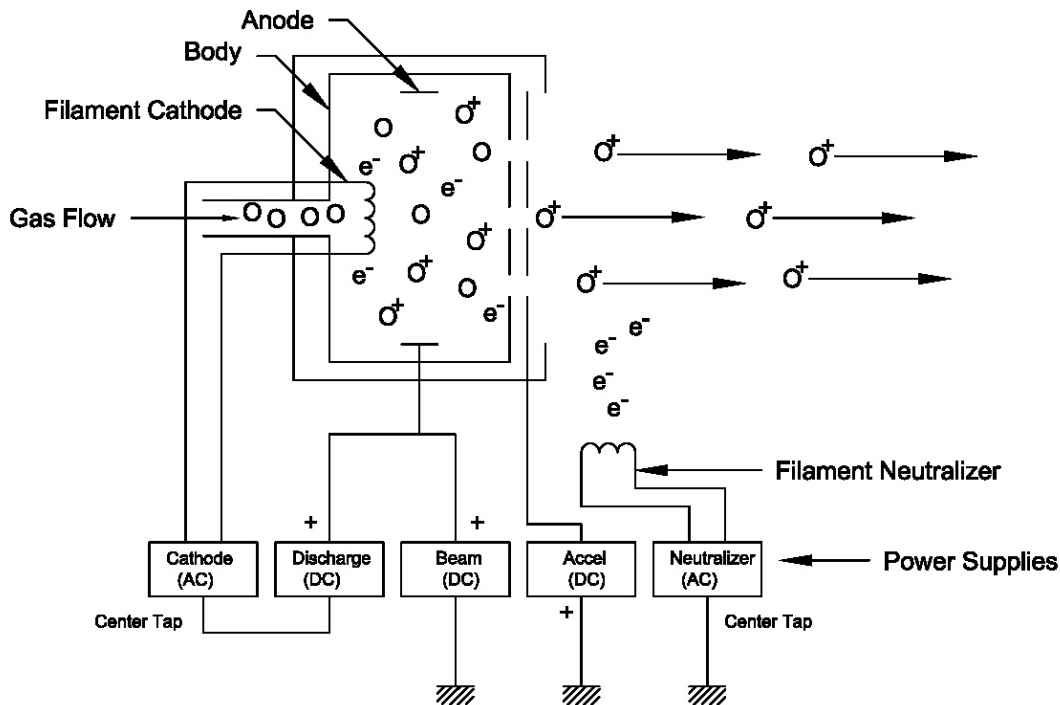 Anode
Body
Filament Cathode
Gas Flow
O O O O
O
O⁺
O
O⁺
e⁻
e⁻
O
O⁺
O⁺
e⁻
O
O⁺
e⁻
O⁺
O⁺
O⁺
O⁺
O⁺
O⁺
e⁻
e⁻
e⁻
e⁻
Filament Neutralizer
+
+
Cathode
(AC)
Discharge
(DC)
Beam
(DC)
Accel
(DC)
Neutralizer
(AC)
Power Supplies
+
Center Tap
Center Tap